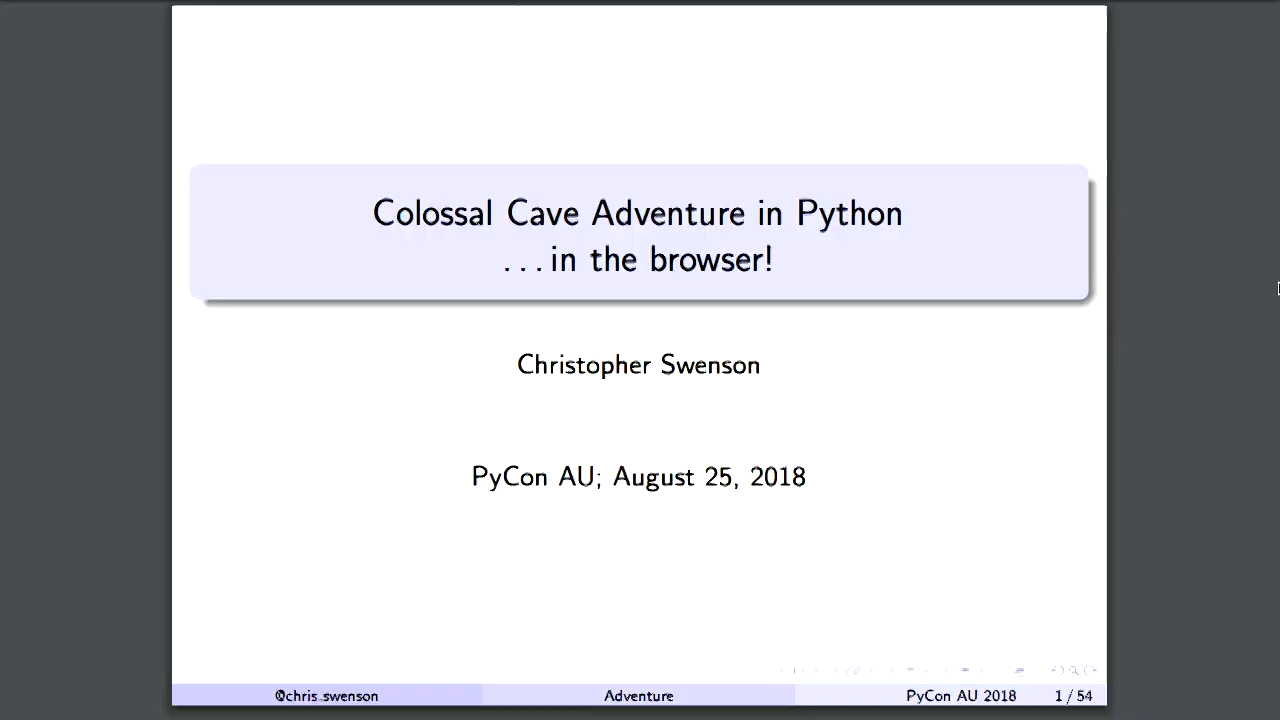 Colossal Cave Adventure in Python
...in the browser!
Christopher Swenson
PyCon AU; August 25, 2018
@chris_swenson
Adventure
PyCon AU 2018
1 / 54